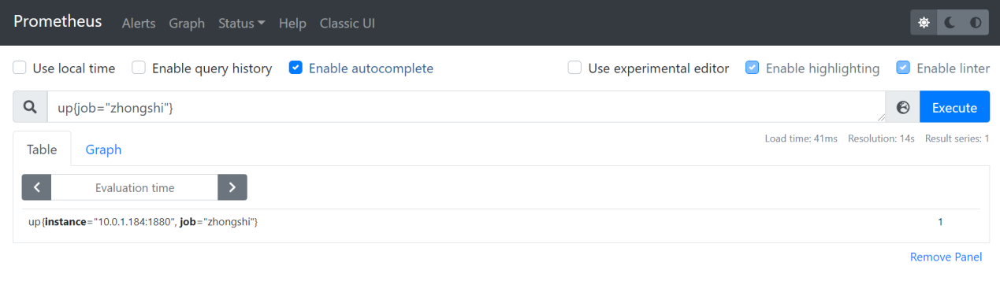 Prometheus Alerts Graph Status Help Classic UI
Use local time Enable query history Enable autocomplete Use experimental editor Enable highlighting Enable linter
up{job="zhongshi"} Execute
Load time: 41ms Resolution: 14s Result series: 1
Table Graph
Evaluation time
up{instance="10.0.1.184:1880", job="zhongshi"} 1
Remove Panel